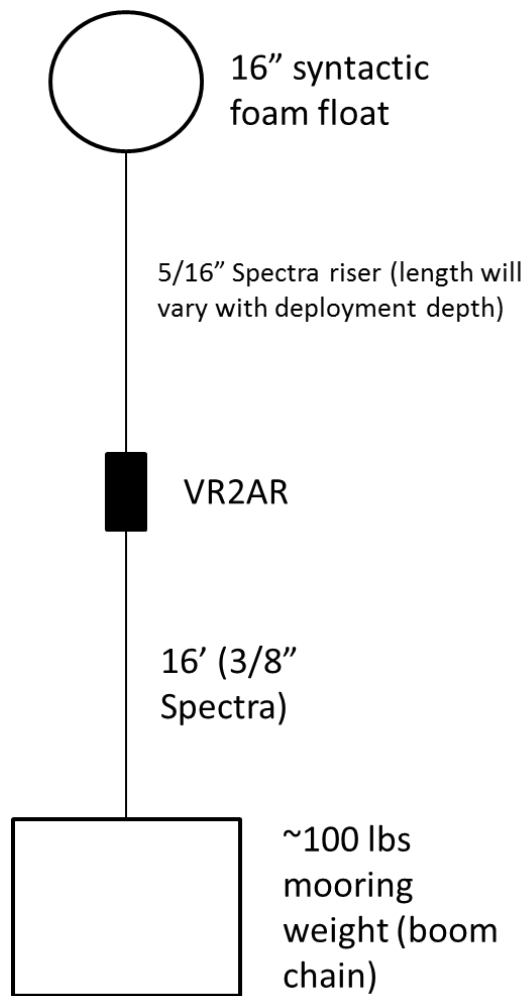 16” syntactic
foam float
5/16” Spectra riser (length will
vary with deployment depth)
VR2AR
16’ (3/8”
Spectra)
~100 lbs
mooring
weight (boom
chain)